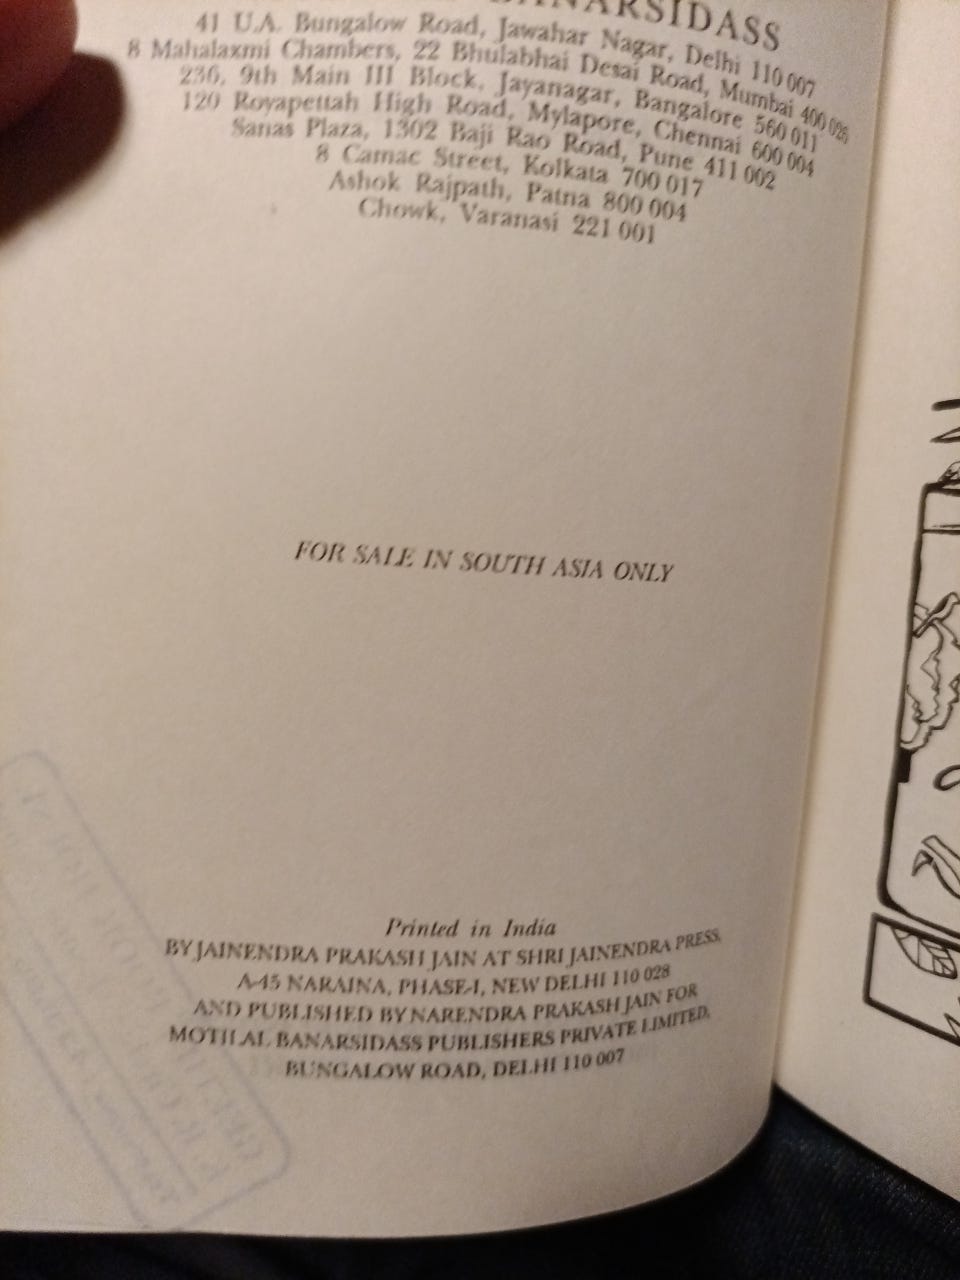 BANARSIDASS
41 U.A. Bungalow Road, Jawahar Nagar, Delhi 110 007
8 Mahalaxmi Chambers, 22 Bhulabhai Desai Road, Mumbai 400 026
236, 9th Main III Block, Jayanagar, Bangalore 560 011
120 Royapettah High Road, Mylapore, Chennai 600 004
Sanas Plaza, 1302 Baji Rao Road, Pune 411 002
8 Camac Street, Kolkata 700 017
Ashok Rajpath, Patna 800 004
Chowk, Varanasi 221 001
FOR SALE IN SOUTH ASIA ONLY
Printed in India
BY JAINENDRA PRAKASH JAIN AT SHRI JAINENDRA PRESS,
A-45 NARAINA, PHASE-I, NEW DELHI 110 028
AND PUBLISHED BY NARENDRA PRAKASH JAIN FOR
MOTILAL BANARSIDASS PUBLISHERS PRIVATE LIMITED,
BUNGALOW ROAD, DELHI 110 007